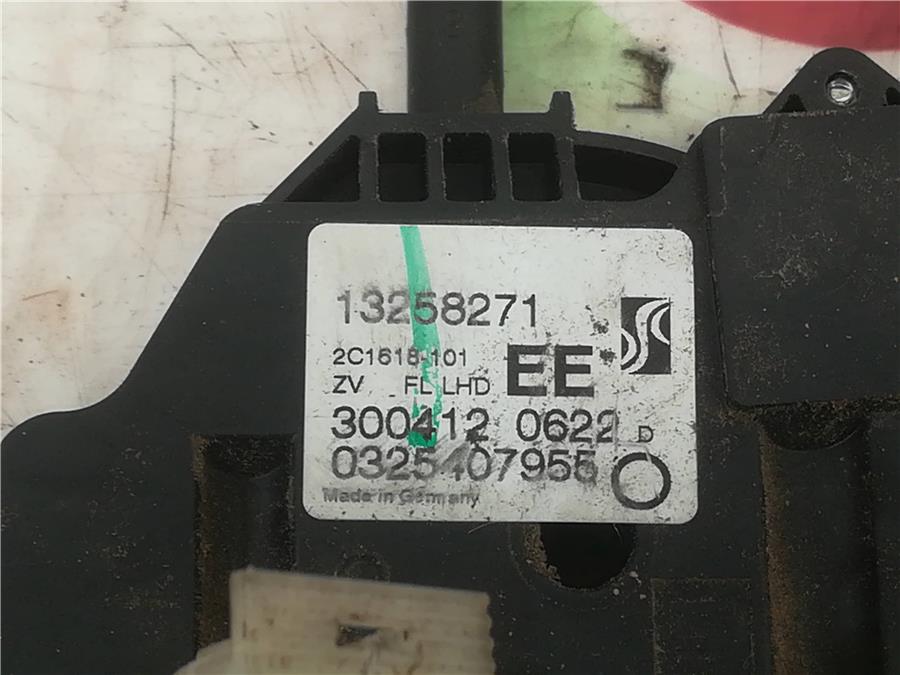 13258271
2C1618-101
ZV FL LHD EE
300412 0622 D
0325407955
Made in Germany